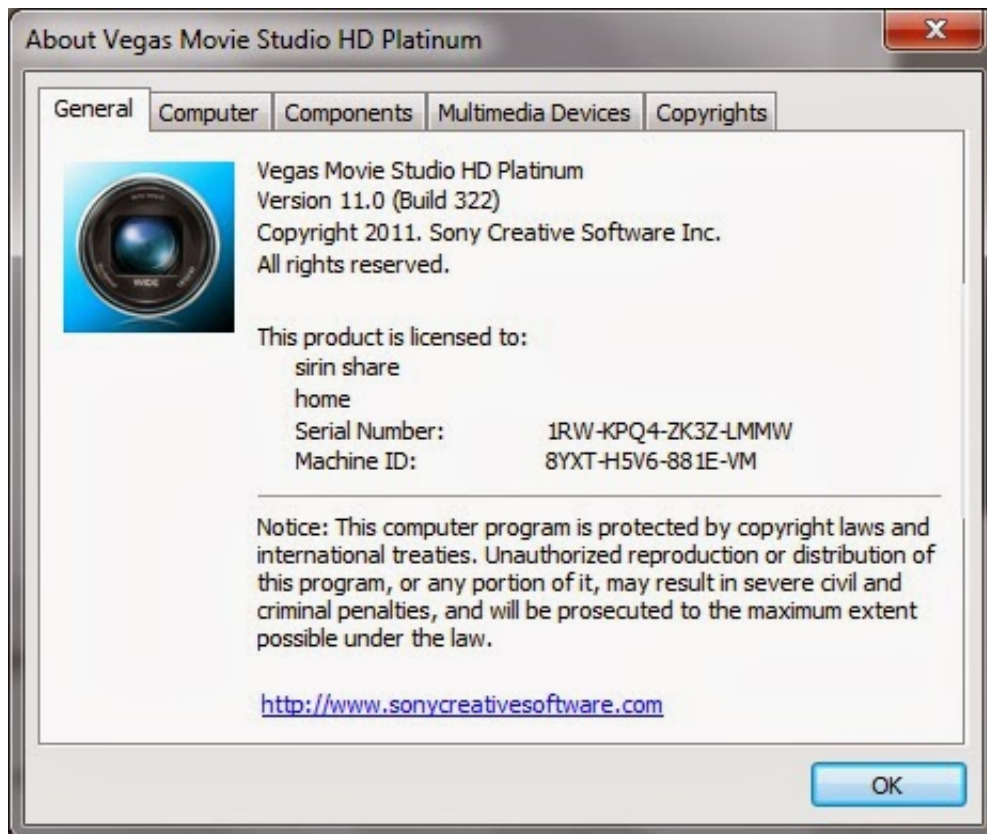 About Vegas Movie Studio HD Platinum
General Computer Components Multimedia Devices Copyrights
Vegas Movie Studio HD Platinum
Version 11.0 (Build 322)
Copyright 2011. Sony Creative Software Inc.
All rights reserved.
This product is licensed to:
sirin share
home
Serial Number: 1RW-KPQ4-ZK3Z-LMMW
Machine ID: 8YXT-H5V6-881E-VM
Notice: This computer program is protected by copyright laws and
international treaties. Unauthorized reproduction or distribution of
this program, or any portion of it, may result in severe civil and
criminal penalties, and will be prosecuted to the maximum extent
possible under the law.
http://www.sonycreativesoftware.com
OK